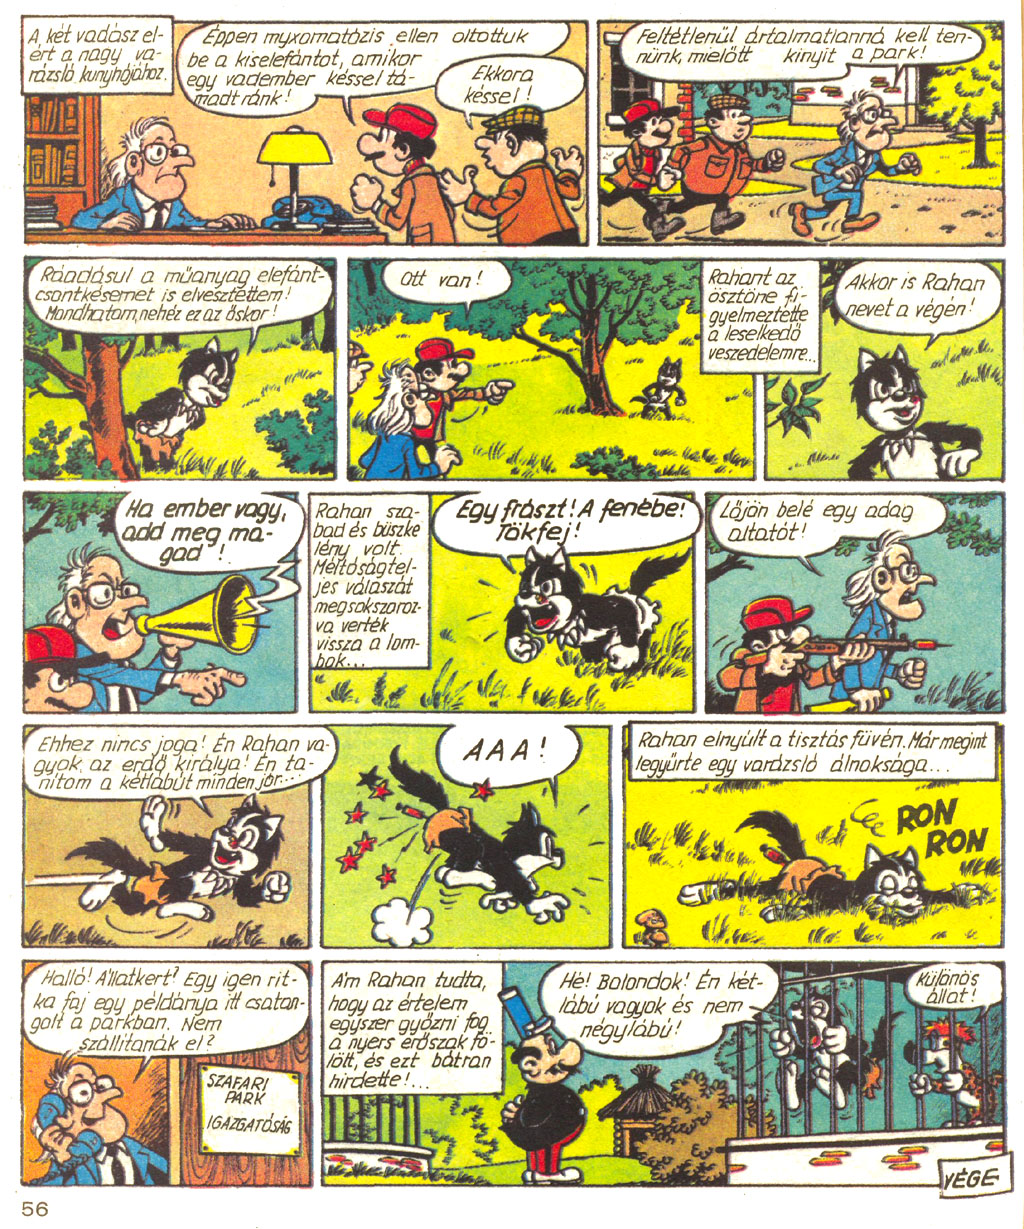 A két vadász el-
ért a nagy va-
rázsló kunyhójához.
Éppen myxomatózis ellen oltottuk
be a kiselefántot, amikor
egy vadember késsel tá-
madt ránk!
Ekkora
késsel!
Feltétlenül ártalmatlanná kell ten-
nünk, mielőtt kinyit a park!
Ráadásul a műanyag elefánt-
csontkésemet is elvesztettem!
Mondhatom, nehéz ez az őskor!
Ott van!
Rahant az
ösztöne fi-
gyelmeztette
a leselkedő
veszedelemre...
Akkor is Rahan
nevet a végén!
Ha ember vagy,
add meg ma-
gad!
Rahan sza-
bad és büszke
lény volt.
Méltóságtel-
jes válaszát
megsokszoroz-
va verték
vissza a lom-
bok...
Egy frászt! A fenébe!
Tökfej!
Lőjön belé egy adag
altatót!
Ehhez nincs joga! Én Rahan va-
gyok, az erdő királya! Én ta-
nítom a kétlábút minden jór...
AAA!
Rahan elnyúlt a tisztás füvén. Már megint
legyűrte egy varázsló álnoksága...
RON
RON
Halló! Állatkert? Egy igen rit-
ka faj egy példánya itt csatan-
golt a parkban. Nem
szállítanák el?
SZAFARI
PARK
IGAZGATÓSÁG
Ám Rahan tudta,
hogy az értelem
egyszer győzni fog
a nyers erőszak fö-
lött, és ezt bátran
hirdette!...
Hé! Bolondok! Én két-
lábú vagyok és nem
négylábú!
Különös
állat!
VÉGE
56